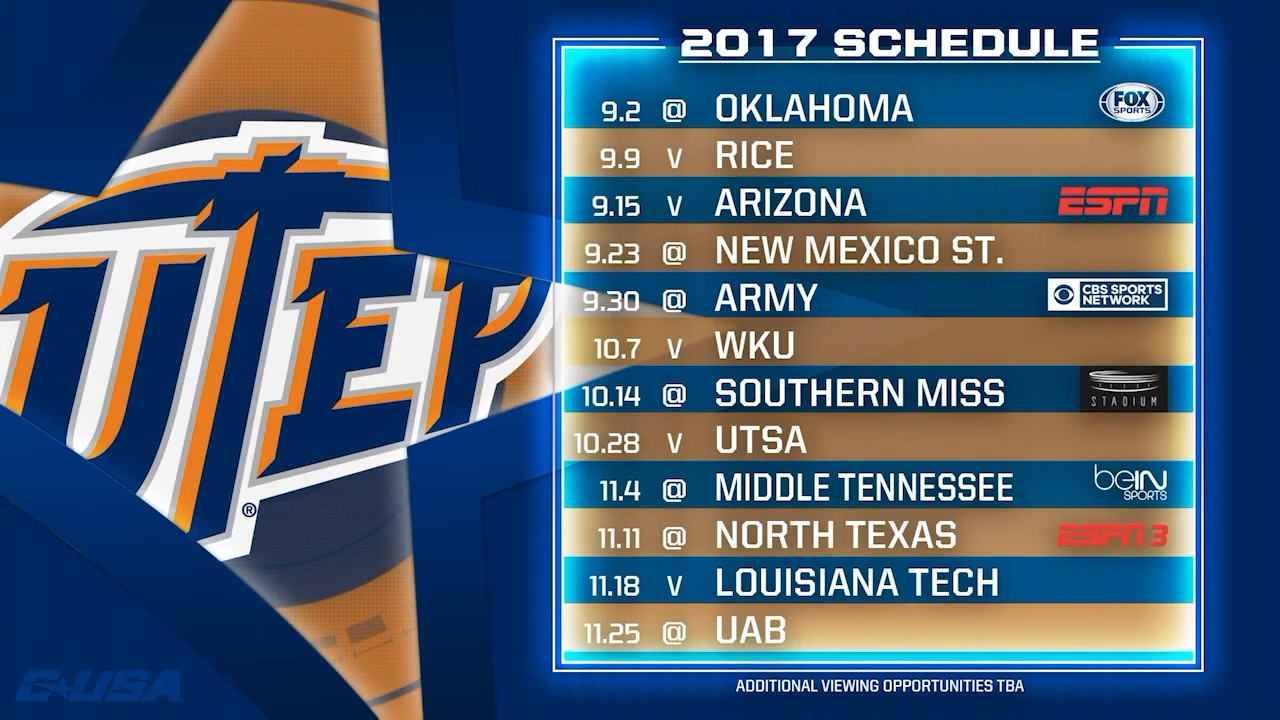 2017 SCHEDULE
9.2 @ OKLAHOMA FOX SPORTS
9.9 V RICE
9.15 V ARIZONA ESPN
9.23 @ NEW MEXICO ST.
9.30 @ ARMY CBS SPORTS NETWORK
10.7 V WKU
10.14 @ SOUTHERN MISS STADIUM
10.28 V UTSA
11.4 @ MIDDLE TENNESSEE beIN SPORTS
11.11 @ NORTH TEXAS ESPN 3
11.18 V LOUISIANA TECH
11.25 @ UAB
ADDITIONAL VIEWING OPPORTUNITIES TBA
UTEP ®
C-USA